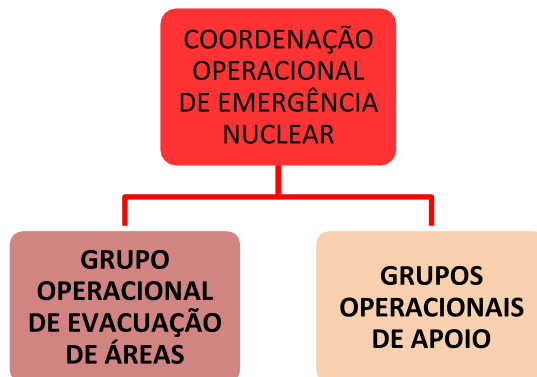 COORDENAÇÃO
OPERACIONAL
DE EMERGÊNCIA
NUCLEAR
GRUPO
OPERACIONAL
DE EVACUAÇÃO
DE ÁREAS
GRUPOS
OPERACIONAIS
DE APOIO